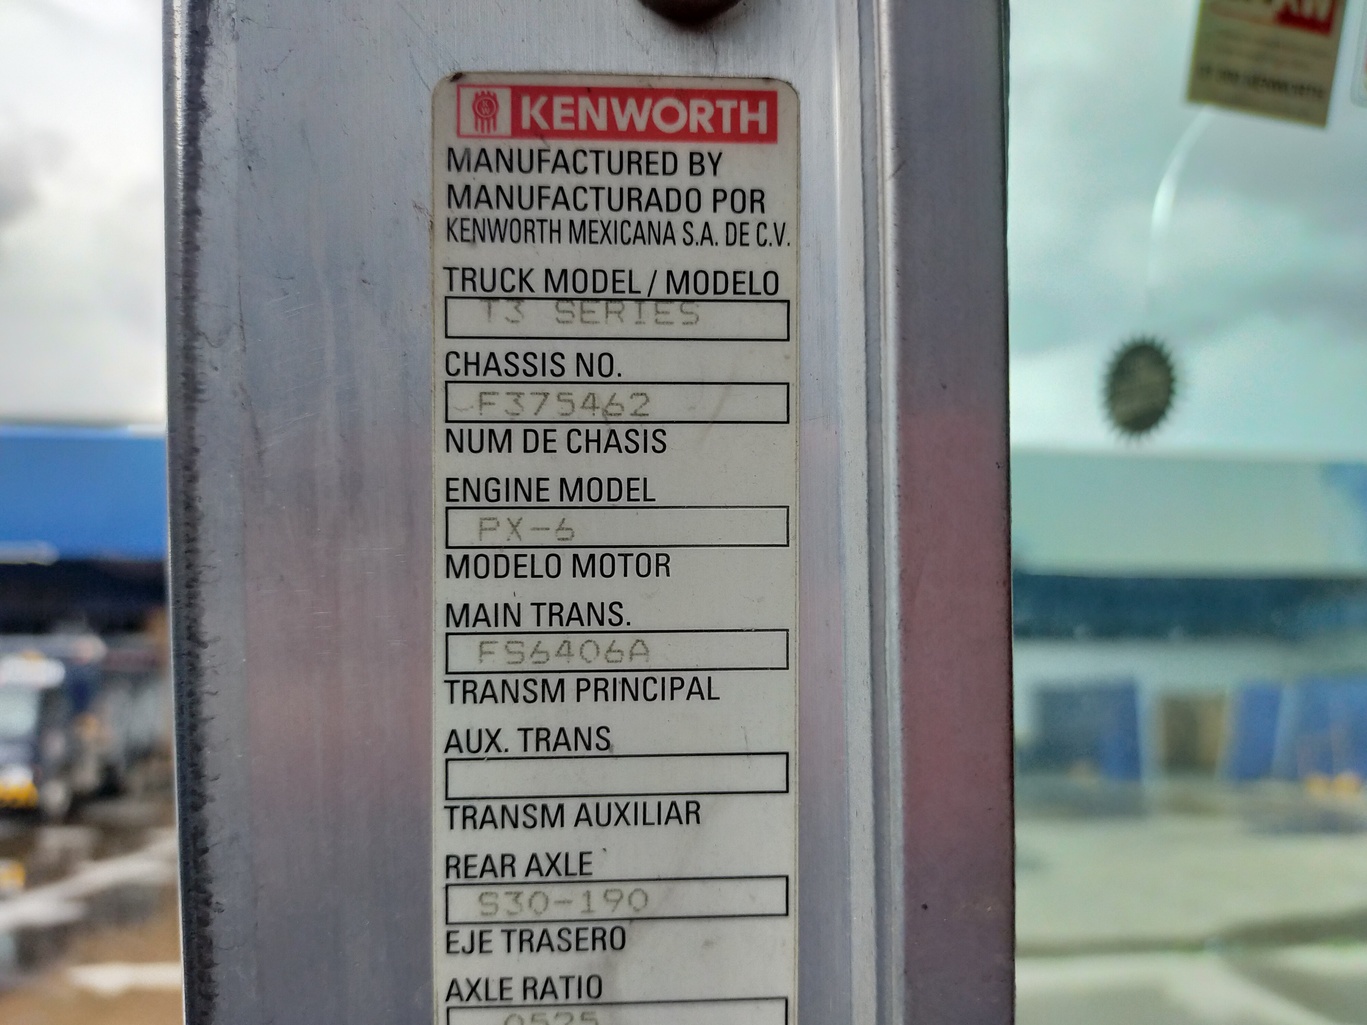 KENWORTH
MANUFACTURED BY
MANUFACTURADO POR
KENWORTH MEXICANA S.A. DE C.V.
TRUCK MODEL / MODELO
T3 SERIES
CHASSIS NO.
F375462
NUM DE CHASIS
ENGINE MODEL
PX-6
MODELO MOTOR
MAIN TRANS.
FS6406A
TRANSM PRINCIPAL
AUX. TRANS
TRANSM AUXILIAR
REAR AXLE
S30-190
EJE TRASERO
AXLE RATIO
0525